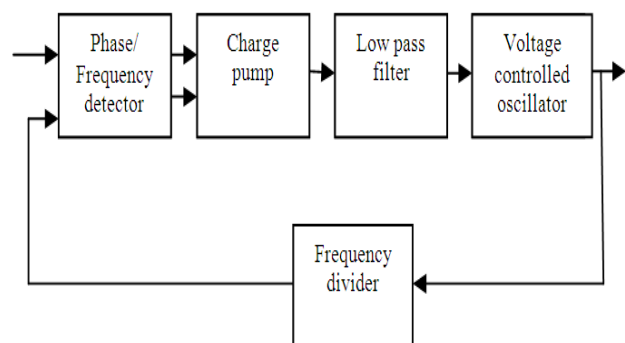 Phase/
Frequency
detector
Charge
pump
Low pass
filter
Voltage
controlled
oscillator
Frequency
divider